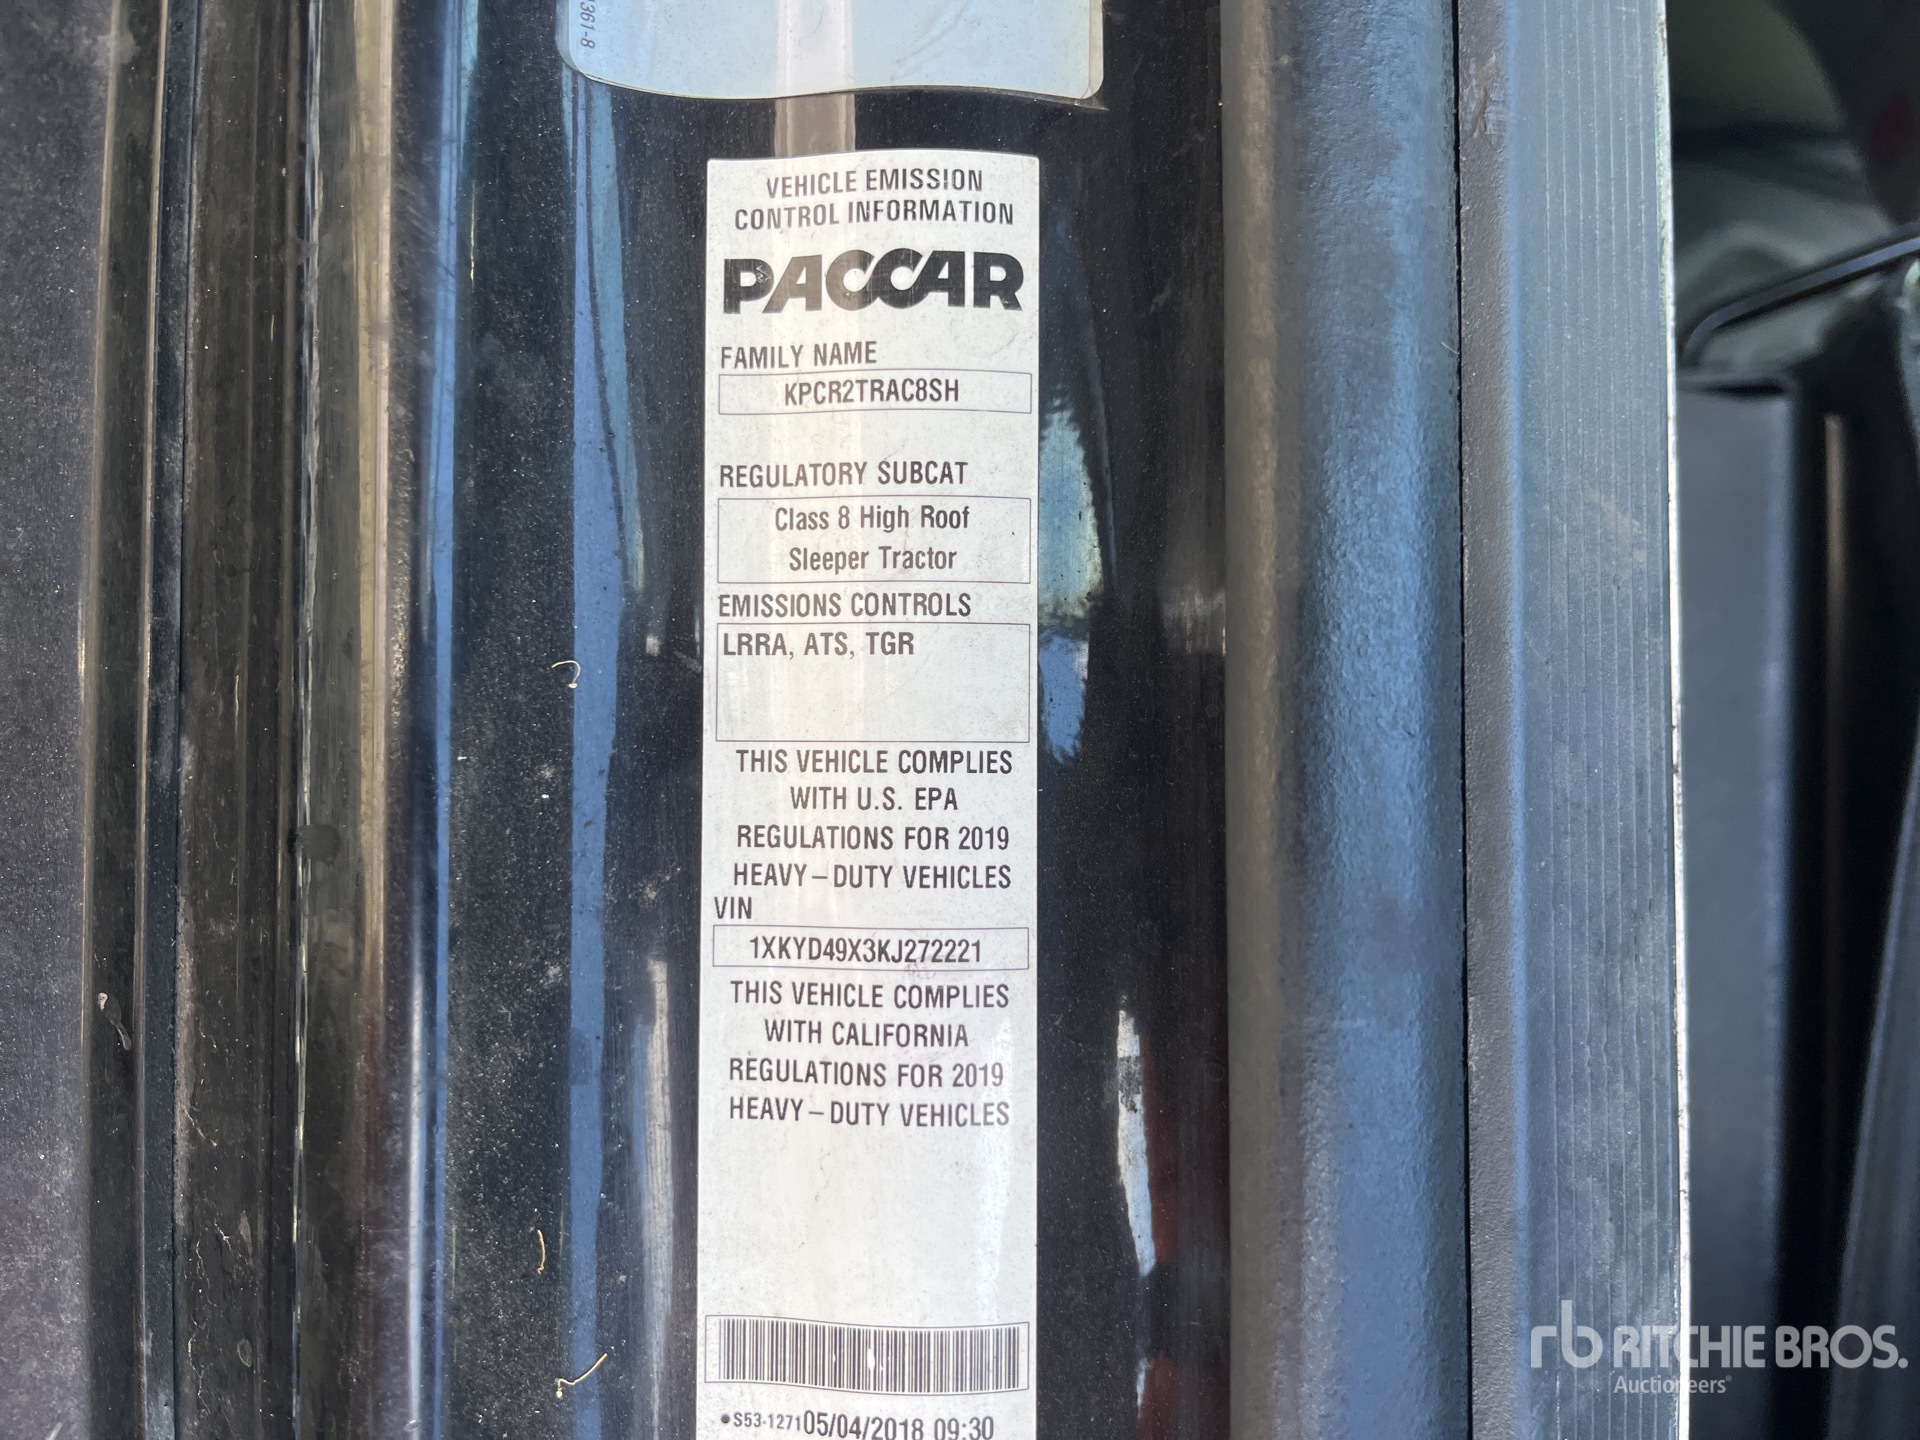 361-8
VEHICLE EMISSION
CONTROL INFORMATION
PACCAR
FAMILY NAME
KPCR2TRAC8SH
REGULATORY SUBCAT
Class 8 High Roof
Sleeper Tractor
EMISSIONS CONTROLS
LRRA, ATS, TGR
THIS VEHICLE COMPLIES
WITH U.S. EPA
REGULATIONS FOR 2019
HEAVY–DUTY VEHICLES
VIN
1XKYD49X3KJ272221
THIS VEHICLE COMPLIES
WITH CALIFORNIA
REGULATIONS FOR 2019
HEAVY–DUTY VEHICLES
•S53-1271 05/04/2018 09:30
rb RITCHIE BROS.
Auctioneers